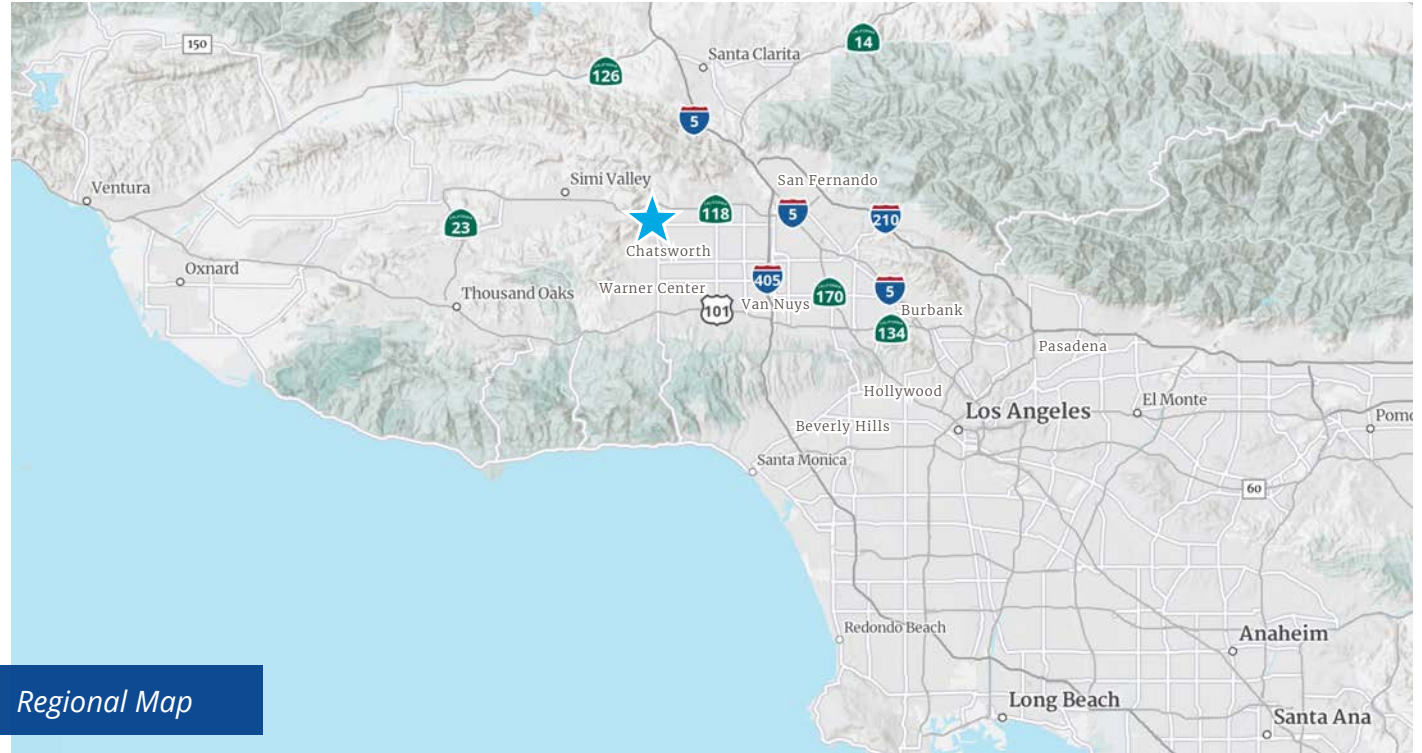 150
14
Santa Clarita
126
5
Simi Valley
San Fernando
Ventura
118
5
210
23
Chatsworth
Oxnard
405
Thousand Oaks
Warner Center
170
5
Van Nuys
101
Burbank
134
Pasadena
Hollywood
El Monte
Los Angeles
Pomo
Beverly Hills
Santa Monica
60
Redondo Beach
Anaheim
Regional Map
Long Beach
Santa Ana